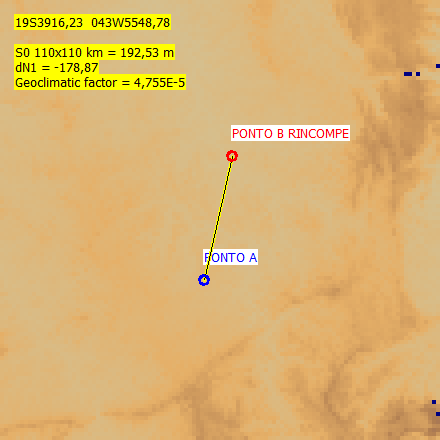 19S3916,23  043W5548,78
S0 110x110 km = 192,53 m
dN1 = -178,87
Geoclimatic factor = 4,755E-5
PONTO B RINCOMPE
PONTO A